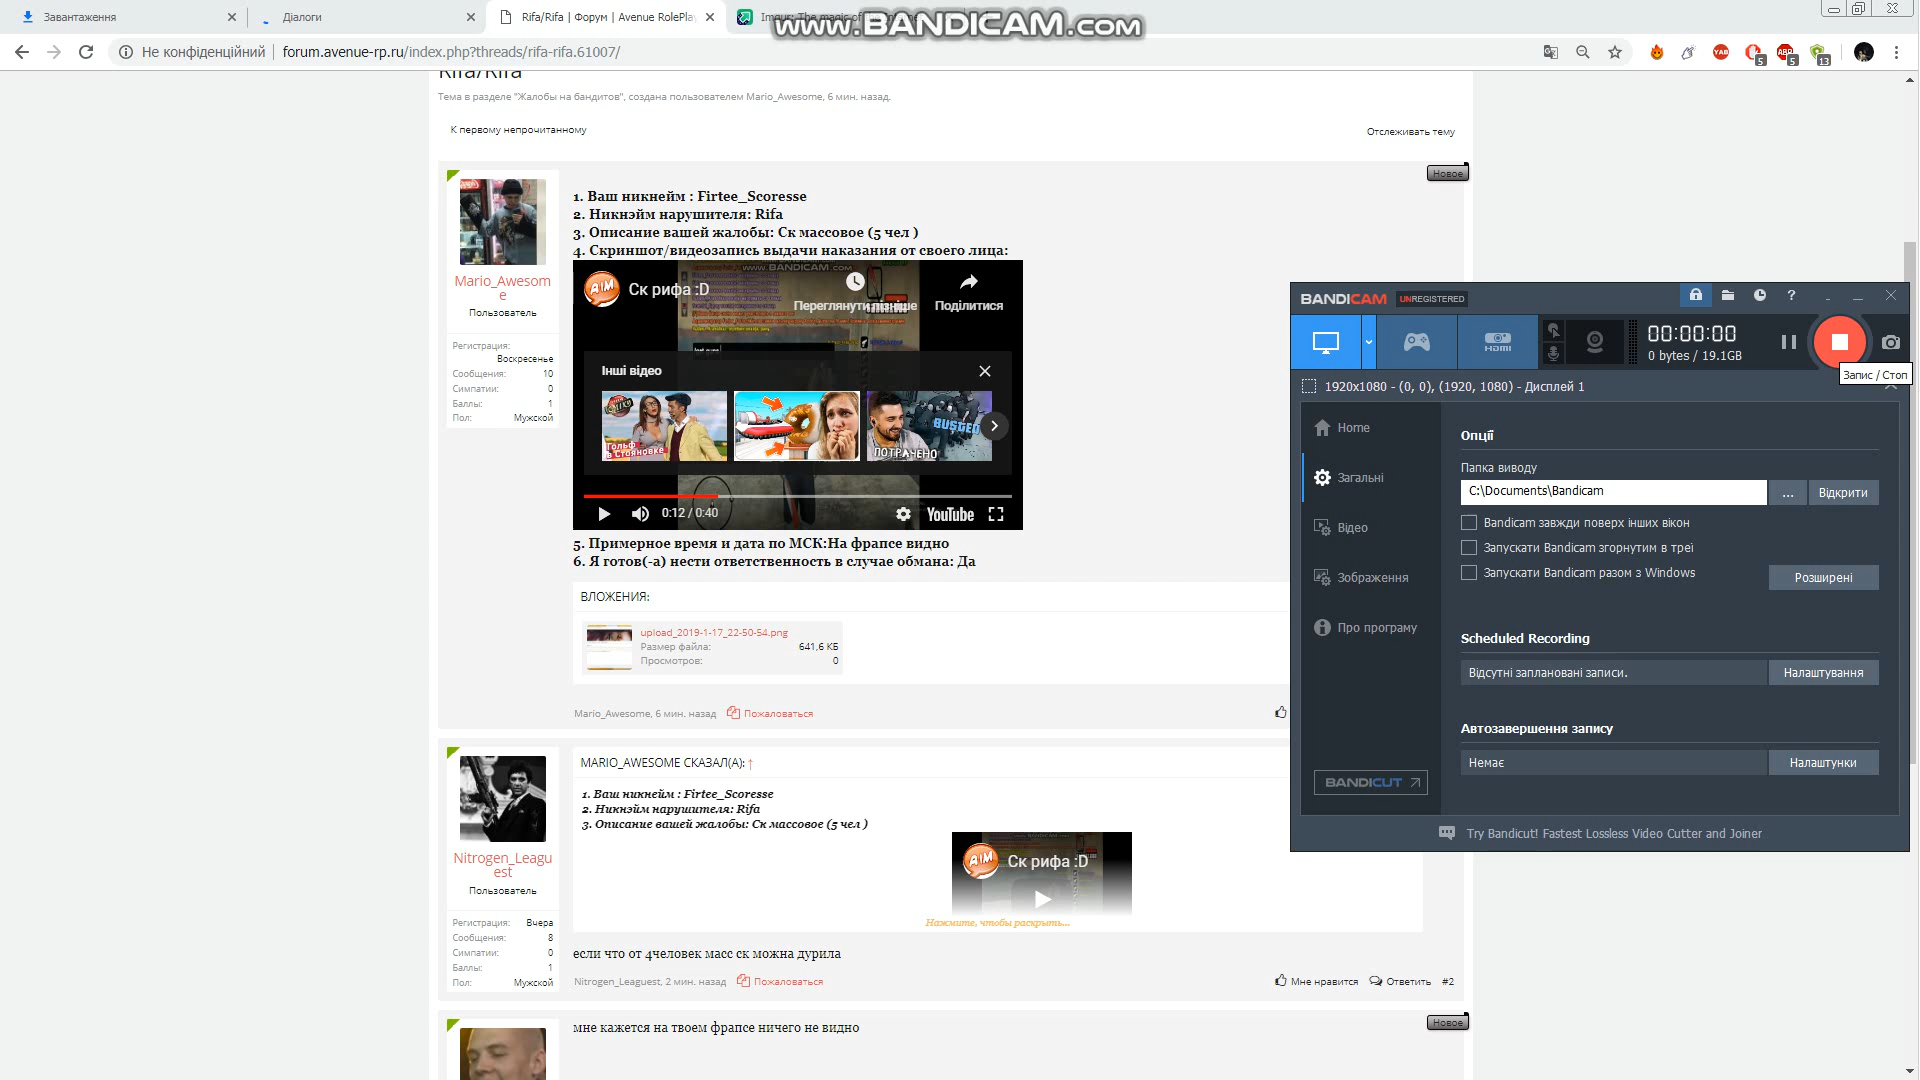 Завантаження
Діалоги
Rifa/Rifa | Форум | Avenue RolePla
www.BANDICAM.com
Не конфіденційний
forum.avenue-rp.ru/index.php?threads/rifa-rifa.61007/
5
5
13
Rifa/Rifa
Тема в разделе "Жалобы на бандитов", создана пользователем Mario_Awesome, 6 мин. назад.
К первому непрочитанному
Отслеживать тему
Новое
Mario_Awesom
e
Пользователь
Регистрация:
Воскресенье
Сообщения: 10
Симпатии: 0
Баллы: 1
Пол: Мужской
1. Ваш никнейм : Firtee_Scoresse
2. Никнэйм нарушителя: Rifa
3. Описание вашей жалобы: Ск массовое (5 чел )
4. Скриншот/видеозапись выдачи наказания от своего лица:
WWW.BANDICAM.COM
AIM
Ск рифа :D
Переглянути пізніше
Поділитися
Інші відео
Гольф
в Стояновке
BUSTED
ПОТРАЧЕНО
0:12 / 0:40
YouTube
5. Примерное время и дата по МСК:На фрапсе видно
6. Я готов(-а) нести ответственность в случае обмана: Да
ВЛОЖЕНИЯ:
upload_2019-1-17_22-50-54.png
Размер файла: 641,6 КБ
Просмотров: 0
Mario_Awesome, 6 мин. назад
Пожаловаться
Nitrogen_Leagu
est
Пользователь
Регистрация: Вчера
Сообщения: 8
Симпатии: 0
Баллы: 1
Пол: Мужской
MARIO_AWESOME СКАЗАЛ(А): ↑
1. Ваш никнейм : Firtee_Scoresse
2. Никнэйм нарушителя: Rifa
3. Описание вашей жалобы: Ск массовое (5 чел )
AIM
Ск рифа :D
Нажмите, чтобы раскрыть...
если что от 4человек масс ск можна дурила
Nitrogen_Leaguest, 2 мин. назад
Пожаловаться
Мне нравится
Ответить
#2
мне кажется на твоем фрапсе ничего не видно
Новое
BANDICAM
UNREGISTERED
HDMI
00:00:00
0 bytes / 19.1GB
Запис / Стоп
1920x1080 - (0, 0), (1920, 1080) - Дисплей 1
Home
Загальні
Відео
Зображення
Про програму
BANDICUT
Опції
Папка виводу
C:\Documents\Bandicam
...
Відкрити
Bandicam завжди поверх інших вікон
Запускати Bandicam згорнутим в треї
Запускати Bandicam разом з Windows
Розширені
Scheduled Recording
Відсутні заплановані записи.
Налаштування
Автозавершення запису
Немає
Налаштунки
Try Bandicut! Fastest Lossless Video Cutter and Joiner